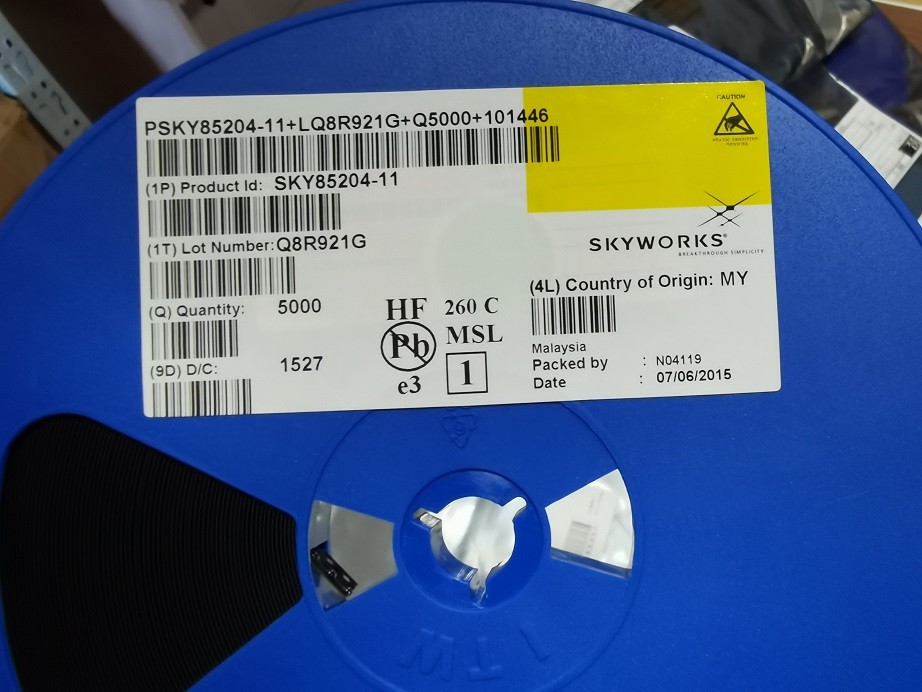 PSKY85204-11+LQ8R921G+Q5000+101446
CAUTION
(1P) Product Id: SKY85204-11
(1T) Lot Number: Q8R921G
SKYWORKS®
BREAKTHROUGH SIMPLICITY
(Q) Quantity: 5000
HF 260 C
Pb MSL
e3 1
(9D) D/C: 1527
(4L) Country of Origin: MY
Malaysia
Packed by : N04119
Date : 07/06/2015
6
ITW